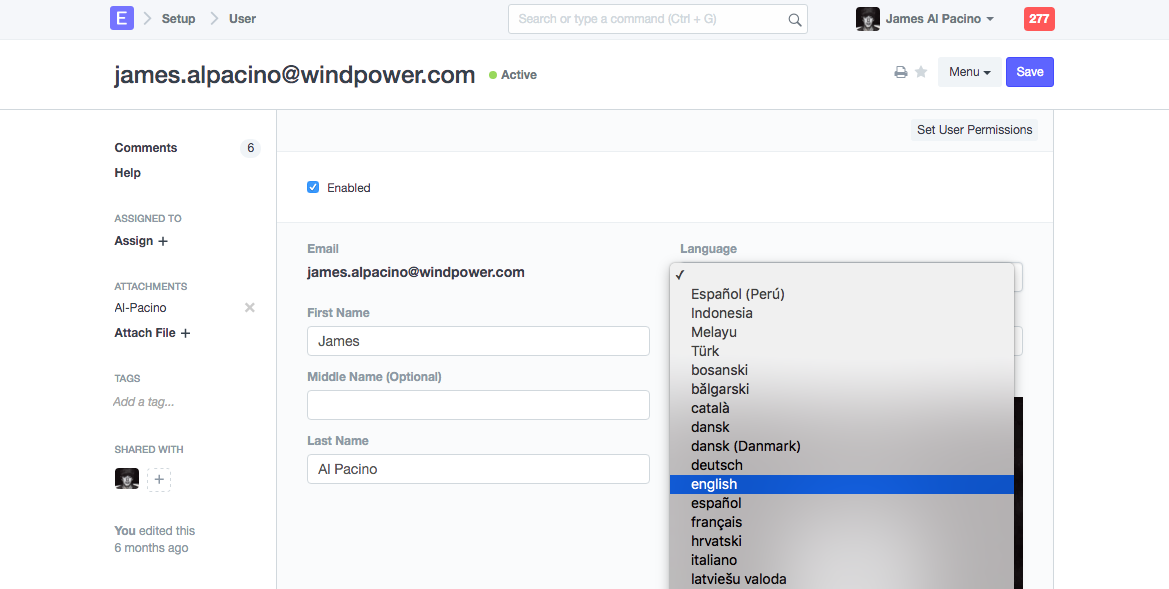 E Setup User
Search or type a command (Ctrl + G)
James Al Pacino
277
james.alpacino@windpower.com
Active
Menu
Save
Comments 6
Help
ASSIGNED TO
Assign +
ATTACHMENTS
Al-Pacino
Attach File +
TAGS
Add a tag...
SHARED WITH
+
You edited this
6 months ago
Set User Permissions
Enabled
Email
james.alpacino@windpower.com
First Name
James
Middle Name (Optional)
Last Name
Al Pacino
Language
✓
Español (Perú)
Indonesia
Melayu
Türk
bosanski
bălgarski
català
dansk
dansk (Danmark)
deutsch
english
español
français
hrvatski
italiano
latviešu valoda